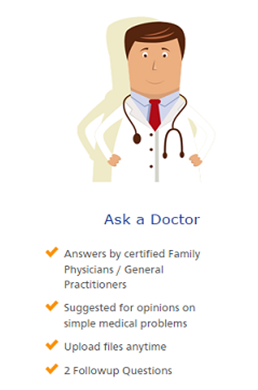 Ask a Doctor
Answers by certified Family
Physicians / General
Practitioners
Suggested for opinions on
simple medical problems
Upload files anytime
2 Followup Questions